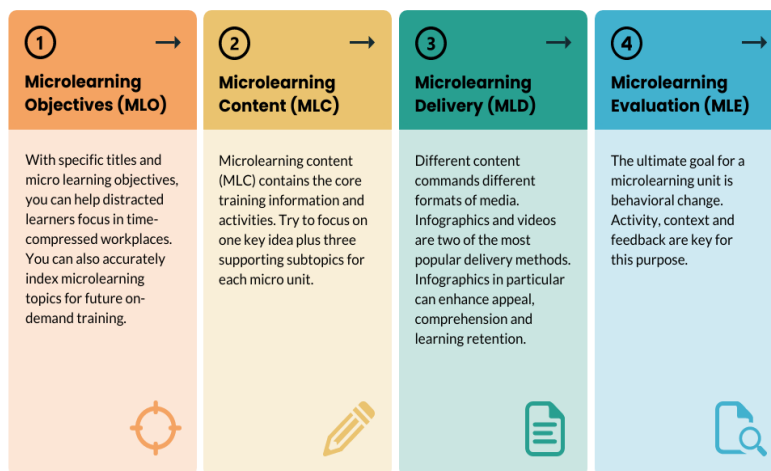 1
Microlearning
Objectives (MLO)
With specific titles and
micro learning objectives,
you can help distracted
learners focus in time-
compressed workplaces.
You can also accurately
index microlearning
topics for future on-
demand training.
2
Microlearning
Content (MLC)
Microlearning content
(MLC) contains the core
training information and
activities. Try to focus on
one key idea plus three
supporting subtopics for
each micro unit.
3
Microlearning
Delivery (MLD)
Different content
commands different
formats of media.
Infographics and videos
are two of the most
popular delivery methods.
Infographics in particular
can enhance appeal,
comprehension and
learning retention.
4
Microlearning
Evaluation (MLE)
The ultimate goal for a
microlearning unit is
behavioral change.
Activity, context and
feedback are key for
this purpose.